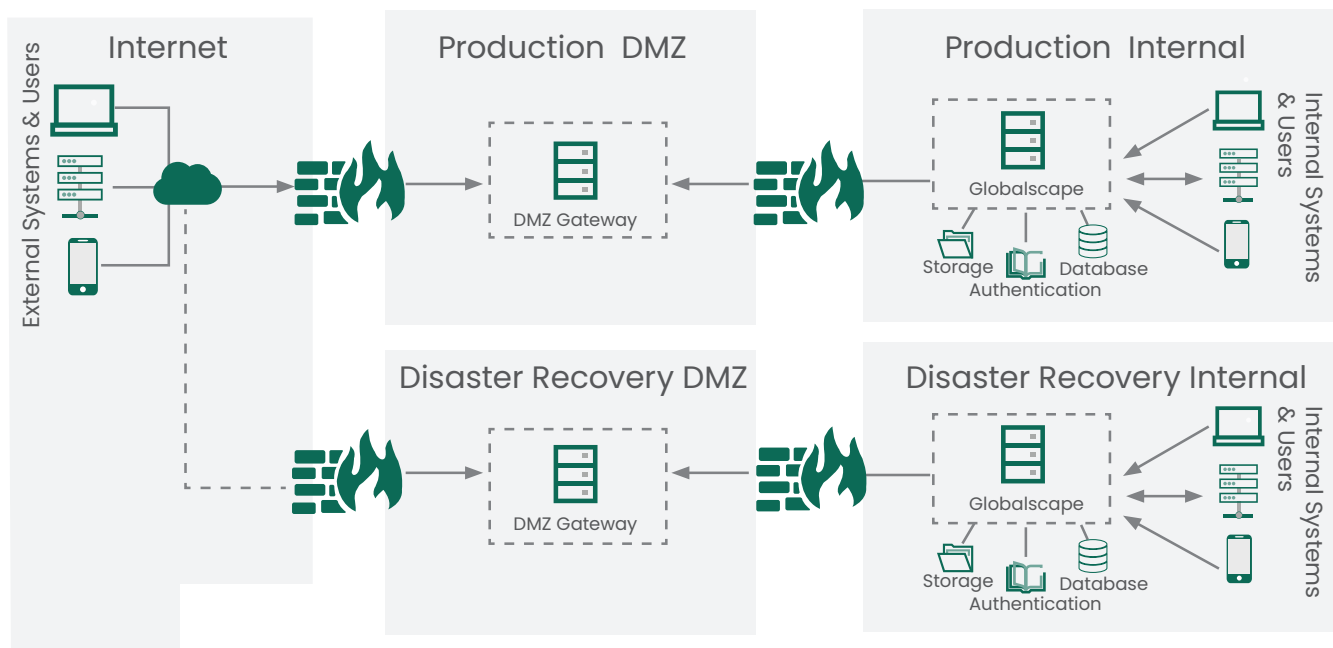 Internet
External Systems & Users
Production DMZ
DMZ Gateway
Production Internal
Globalscape
Storage
Database
Authentication
Internal Systems
& Users
Disaster Recovery DMZ
DMZ Gateway
Disaster Recovery Internal
Globalscape
Storage
Database
Authentication
Internal Systems
& Users